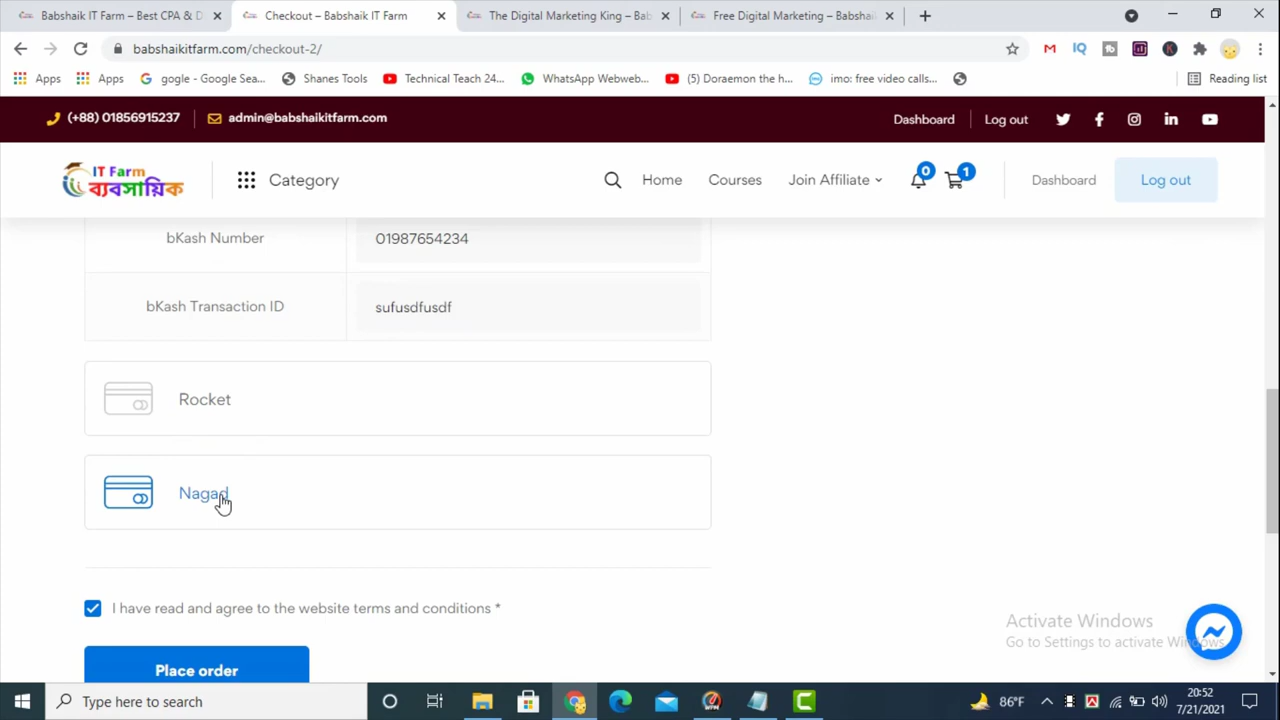 Babshaik IT Farm – Best CPA & D
Checkout – Babshaik IT Farm
The Digital Marketing King – Bab
Free Digital Marketing – Babshai
babshaikitfarm.com/checkout-2/
Apps
Apps
gogle - Google Sea...
Shanes Tools
Technical Teach 24...
WhatsApp Webweb...
(5) Doraemon the h...
imo: free video calls...
Reading list
(+88) 01856915237
admin@babshaikitfarm.com
Dashboard
Log out
IT Farm
ব্যবসায়িক
Category
Home
Courses
Join Affiliate
0
1
Dashboard
Log out
bKash Number
01987654234
bKash Transaction ID
sufusdfusdf
Rocket
Nagad
I have read and agree to the website terms and conditions *
Place order
Activate Windows
Go to Settings to activate Windows.
Type here to search
86°F
20:52
7/21/2021